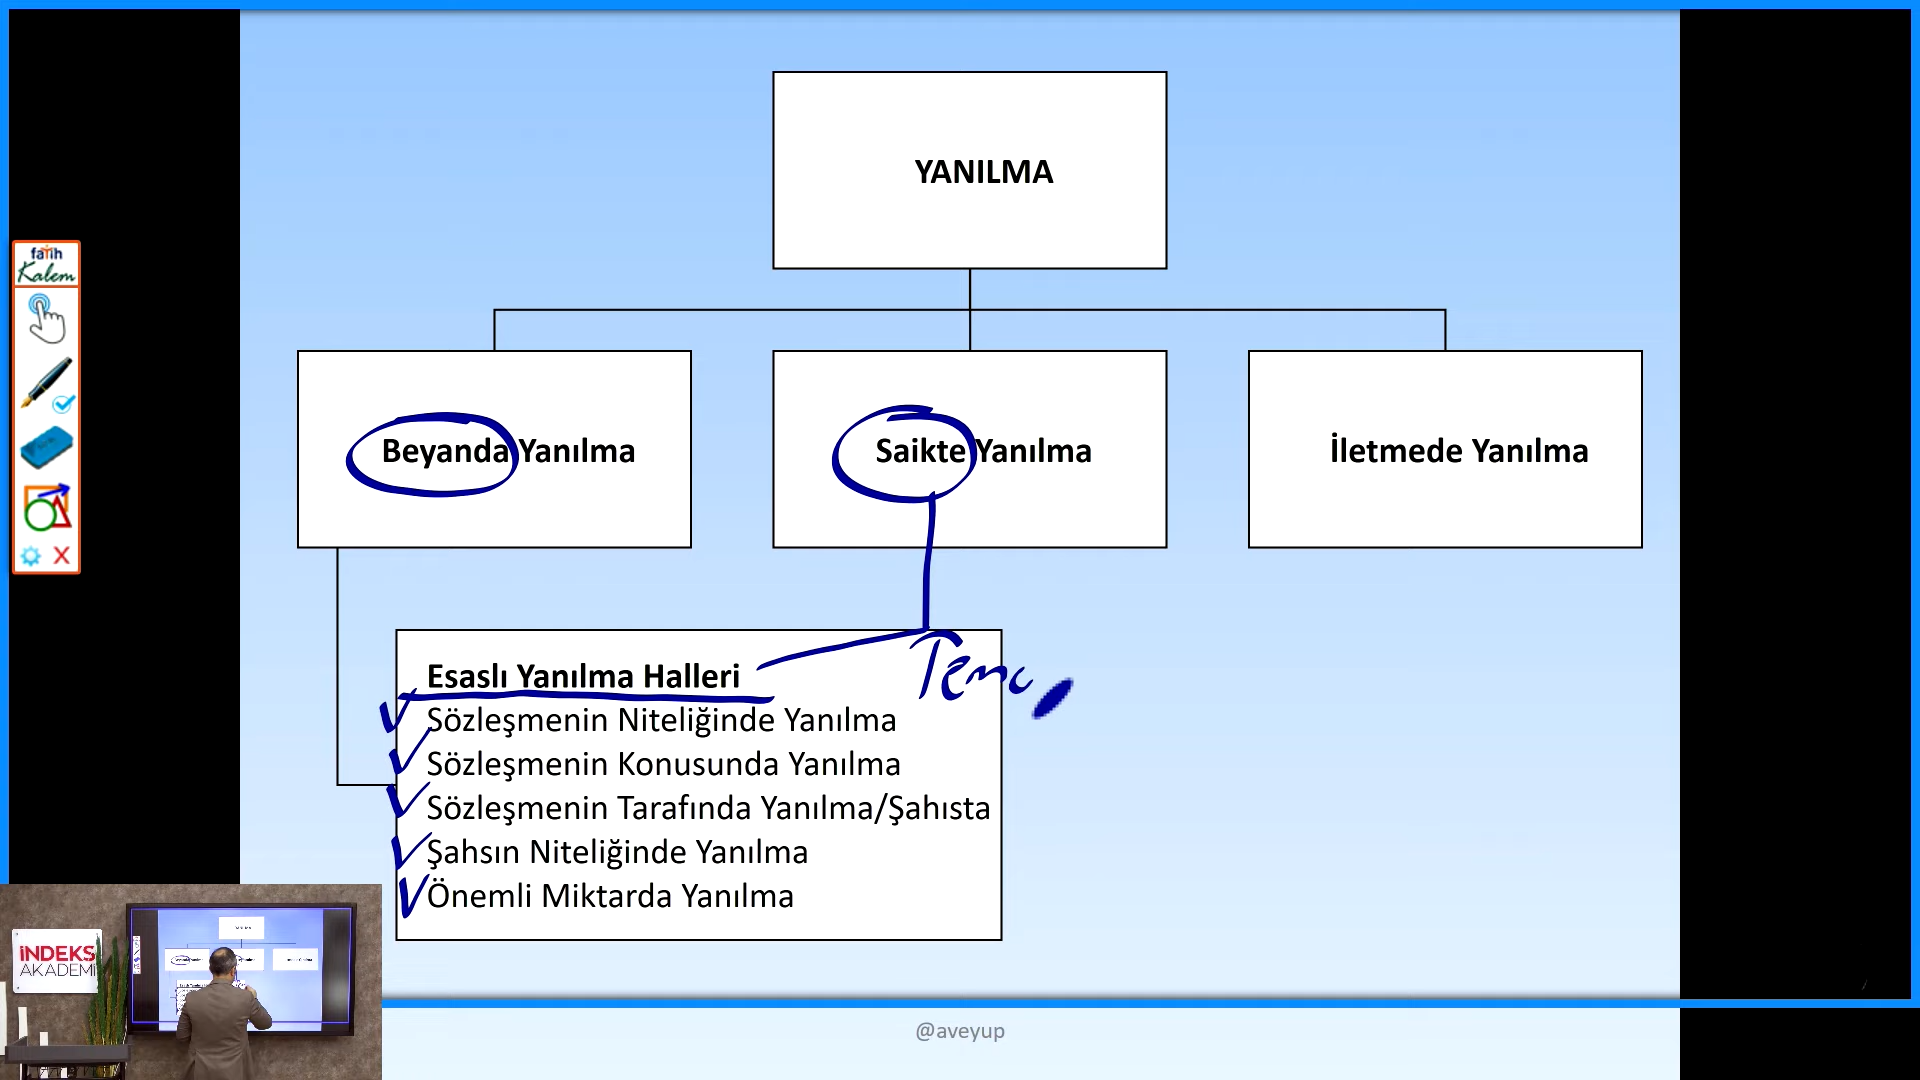 YANILMA
fatih
Kalem
Beyanda Yanılma
Saikte Yanılma
İletmede Yanılma
Esaslı Yanılma Halleri
Sözleşmenin Niteliğinde Yanılma
Sözleşmenin Konusunda Yanılma
Sözleşmenin Tarafında Yanılma/Şahısta
Şahsın Niteliğinde Yanılma
Önemli Miktarda Yanılma
İNDEKS
AKADEMİ
@aveyup